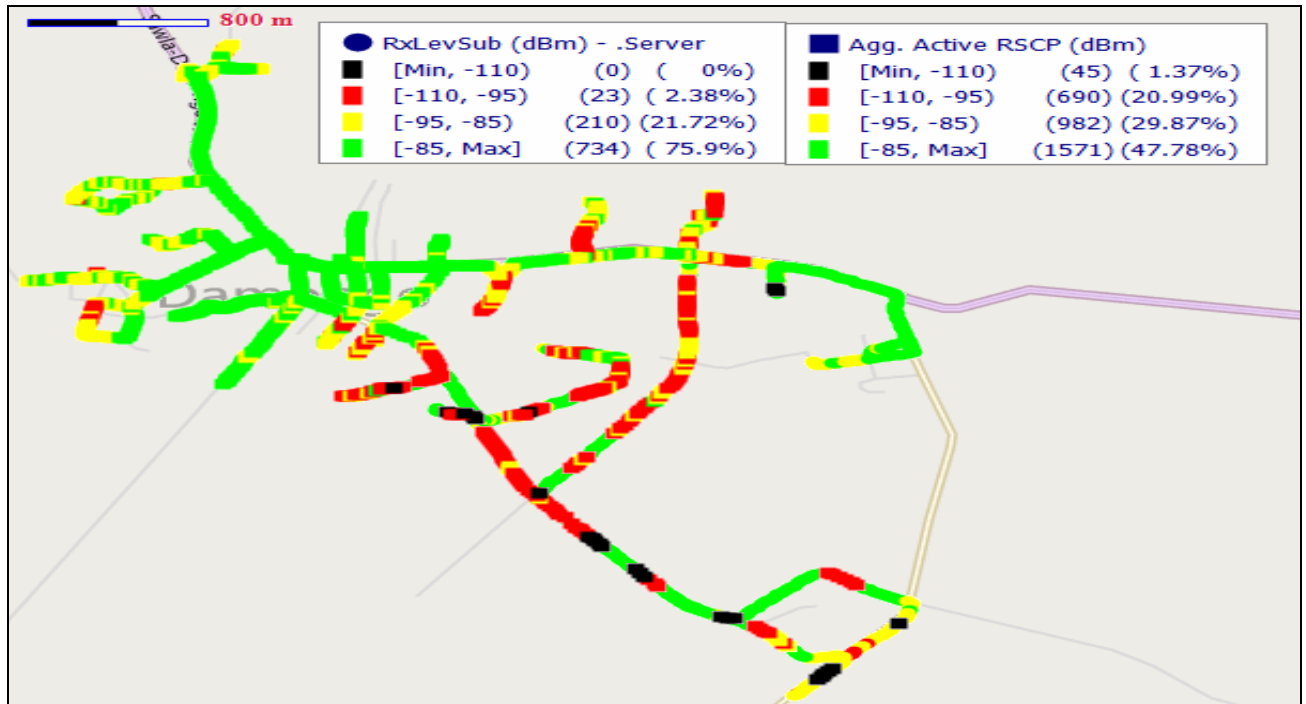 800 m
RxLevSub (dBm) - .Server
[Min, -110) (0) ( 0%)
[-110, -95) (23) ( 2.38%)
[-95, -85) (210) (21.72%)
[-85, Max] (734) ( 75.9%)
Agg. Active RSCP (dBm)
[Min, -110) (45) ( 1.37%)
[-110, -95) (690) (20.99%)
[-95, -85) (982) (29.87%)
[-85, Max] (1571) (47.78%)